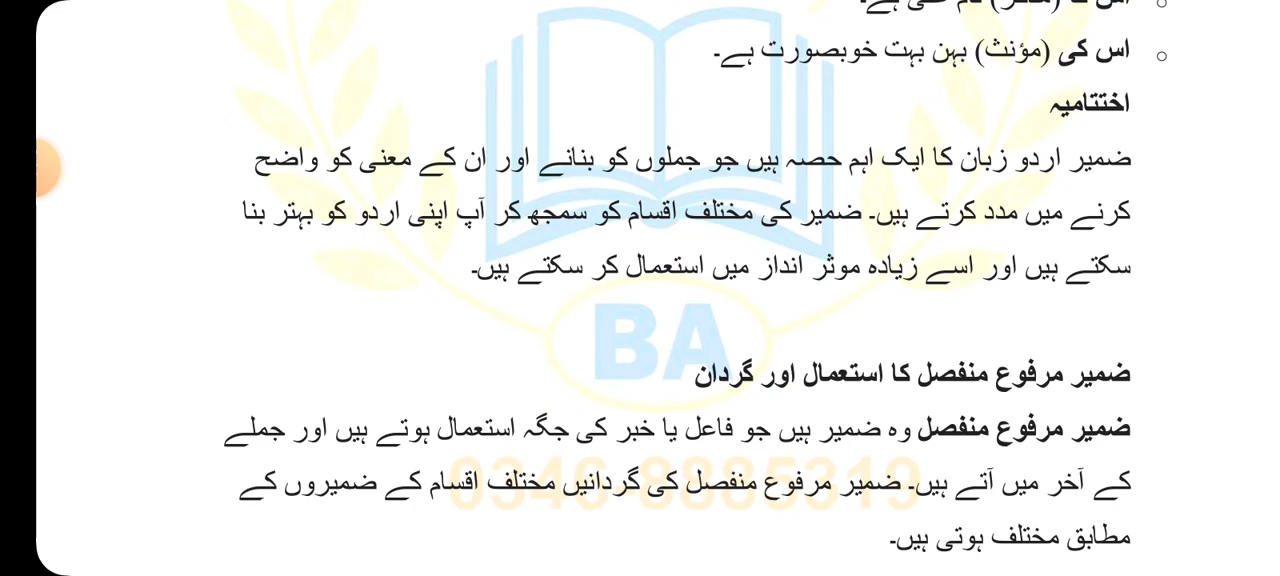 اس کی (مؤنث) بہن بہت خوبصورت ہے۔
اختتامیہ
ضمیر اردو زبان کا ایک اہم حصہ ہیں جو جملوں کو بنانے اور ان کے معنی کو واضح
کرنے میں مدد کرتے ہیں۔ ضمیر کی مختلف اقسام کو سمجھ کر آپ اپنی اردو کو بہتر بنا
سکتے ہیں اور اسے زیادہ موثر انداز میں استعمال کر سکتے ہیں۔
BA
ضمیر مرفوع منفصل کا استعمال اور گردان
ضمیر مرفوع منفصل وہ ضمیر ہیں جو فاعل یا خبر کی جگہ استعمال ہوتے ہیں اور جملے
کے آخر میں آتے ہیں۔ ضمیر مرفوع منفصل کی گردانیں مختلف اقسام کے ضمیروں کے
0346-8885319
مطابق مختلف ہوتی ہیں۔